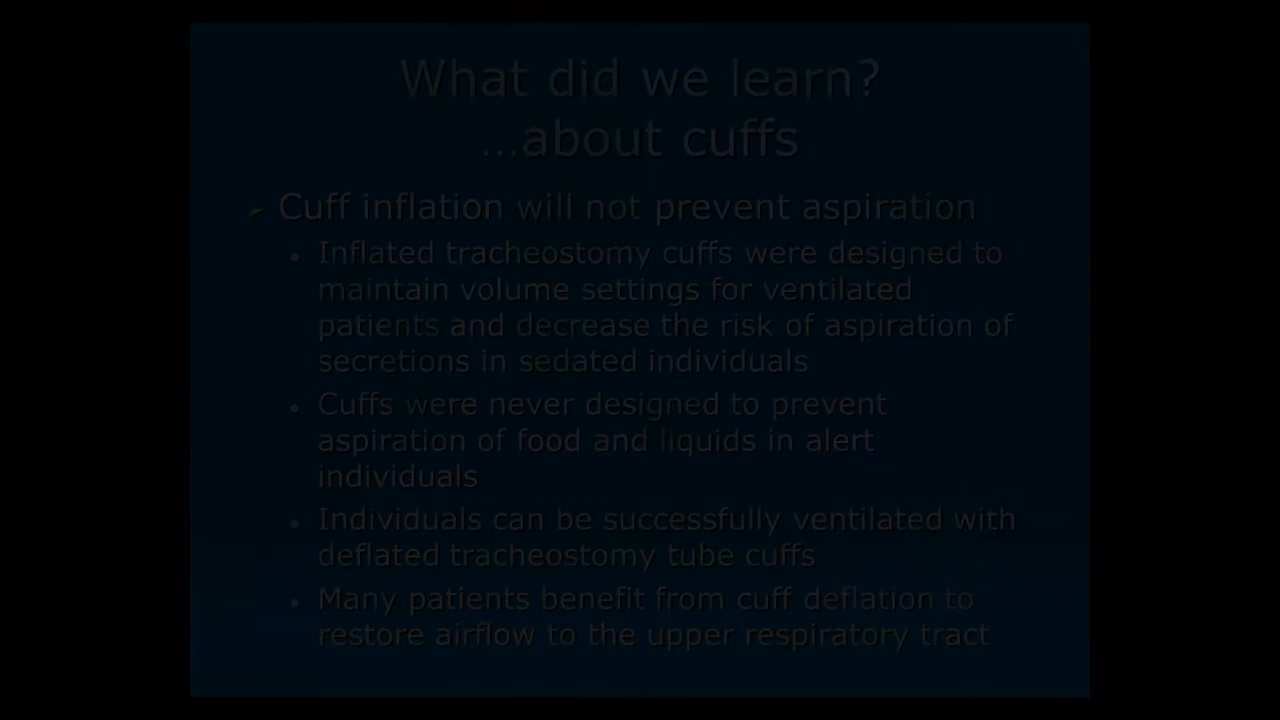 What did we learn?
…about cuffs
Cuff inflation will not prevent aspiration
Inflated tracheostomy cuffs were designed to
maintain volume settings for ventilated
patients and decrease the risk of aspiration of
secretions in sedated individuals
Cuffs were never designed to prevent
aspiration of food and liquids in alert
individuals
Individuals can be successfully ventilated with
deflated tracheostomy tube cuffs
Many patients benefit from cuff deflation to
restore airflow to the upper respiratory tract